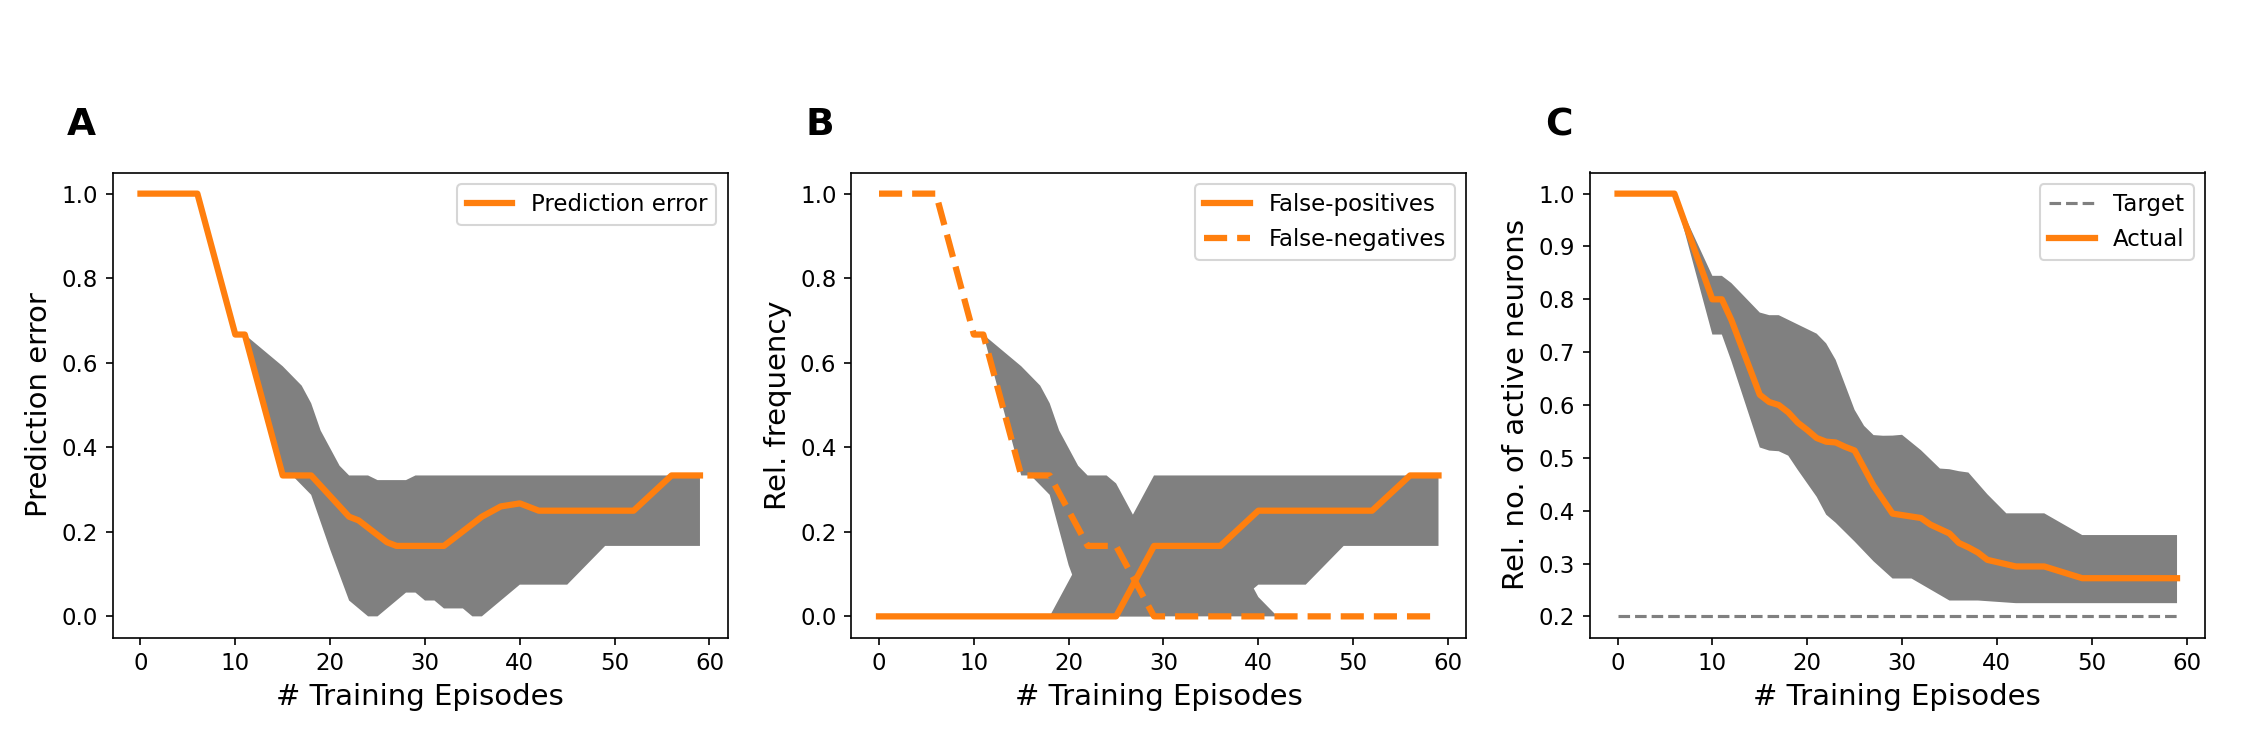 A
B
C
Prediction error
1.0
0.8
0.6
0.4
0.2
0.0
0 10 20 30 40 50 60
# Training Episodes
Prediction error
Rel. frequency
1.0
0.8
0.6
0.4
0.2
0.0
0 10 20 30 40 50 60
# Training Episodes
False-positives
False-negatives
Rel. no. of active neurons
1.0
0.9
0.8
0.7
0.6
0.5
0.4
0.3
0.2
0 10 20 30 40 50 60
# Training Episodes
Target
Actual